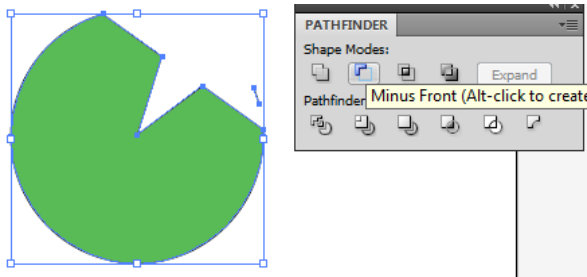 PATHFINDER
Shape Modes:
Expand
Pathfinder
Minus Front (Alt-click to create